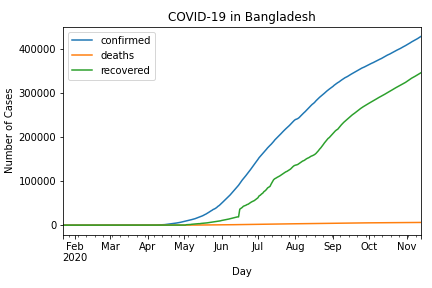 COVID-19 in Bangladesh
confirmed
deaths
recovered
Number of Cases
400000
300000
200000
100000
0
Feb Mar Apr May Jun Jul Aug Sep Oct Nov
2020
Day